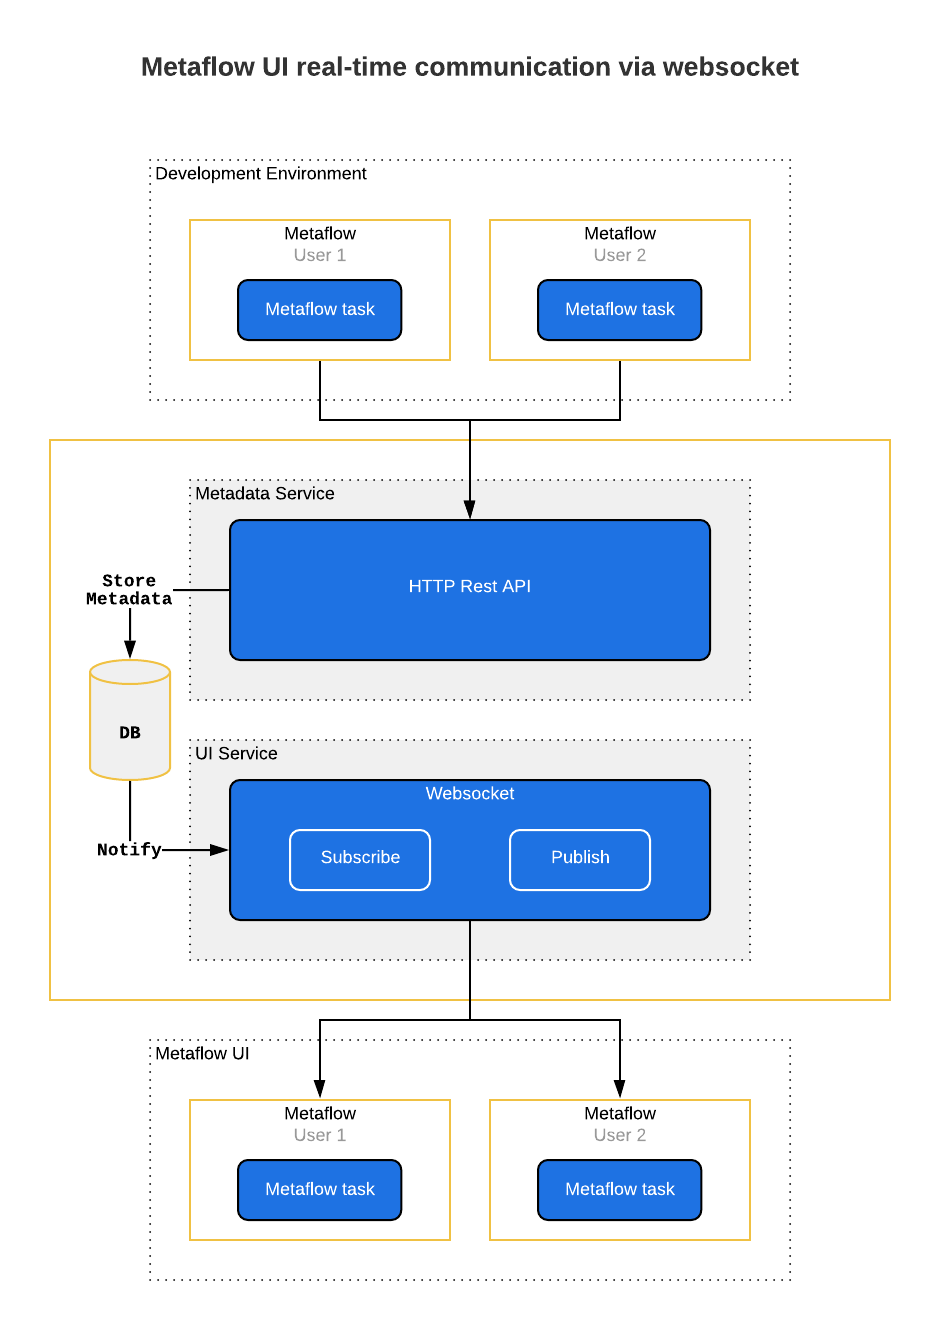 Metaflow UI real-time communication via websocket
Development Environment
Metaflow
User 1
Metaflow task
Metaflow
User 2
Metaflow task
Metadata Service
HTTP Rest API
Store
Metadata
DB
Notify
UI Service
Websocket
Subscribe
Publish
Metaflow UI
Metaflow
User 1
Metaflow task
Metaflow
User 2
Metaflow task